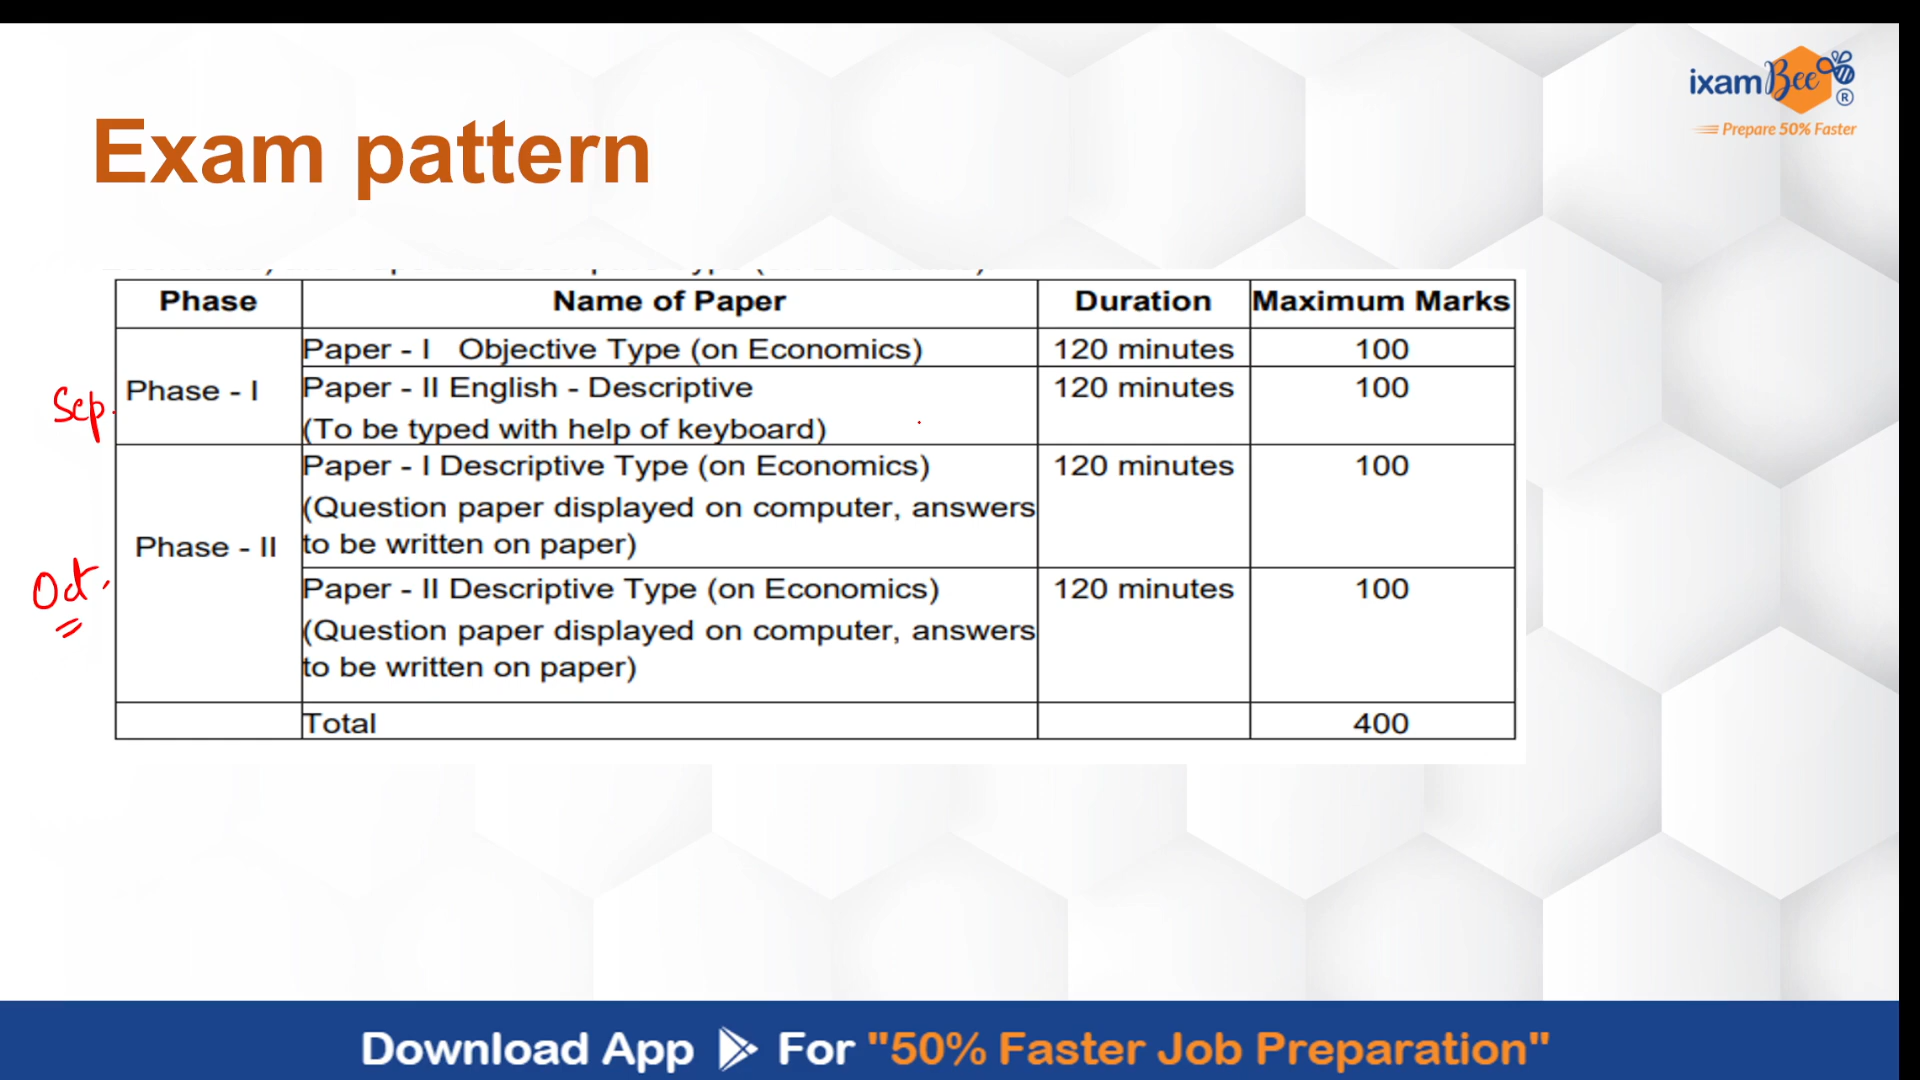 ixamBee®
Prepare 50% Faster
Exam pattern
Phase Name of Paper Duration Maximum Marks
Phase - I
Paper - I Objective Type (on Economics) 120 minutes 100
Paper - II English - Descriptive 120 minutes 100
(To be typed with help of keyboard)
Sep.
Phase - II
Paper - I Descriptive Type (on Economics) 120 minutes 100
(Question paper displayed on computer, answers
to be written on paper)
Oct.
Paper - II Descriptive Type (on Economics) 120 minutes 100
(Question paper displayed on computer, answers
to be written on paper)
Total 400
Download App For "50% Faster Job Preparation"